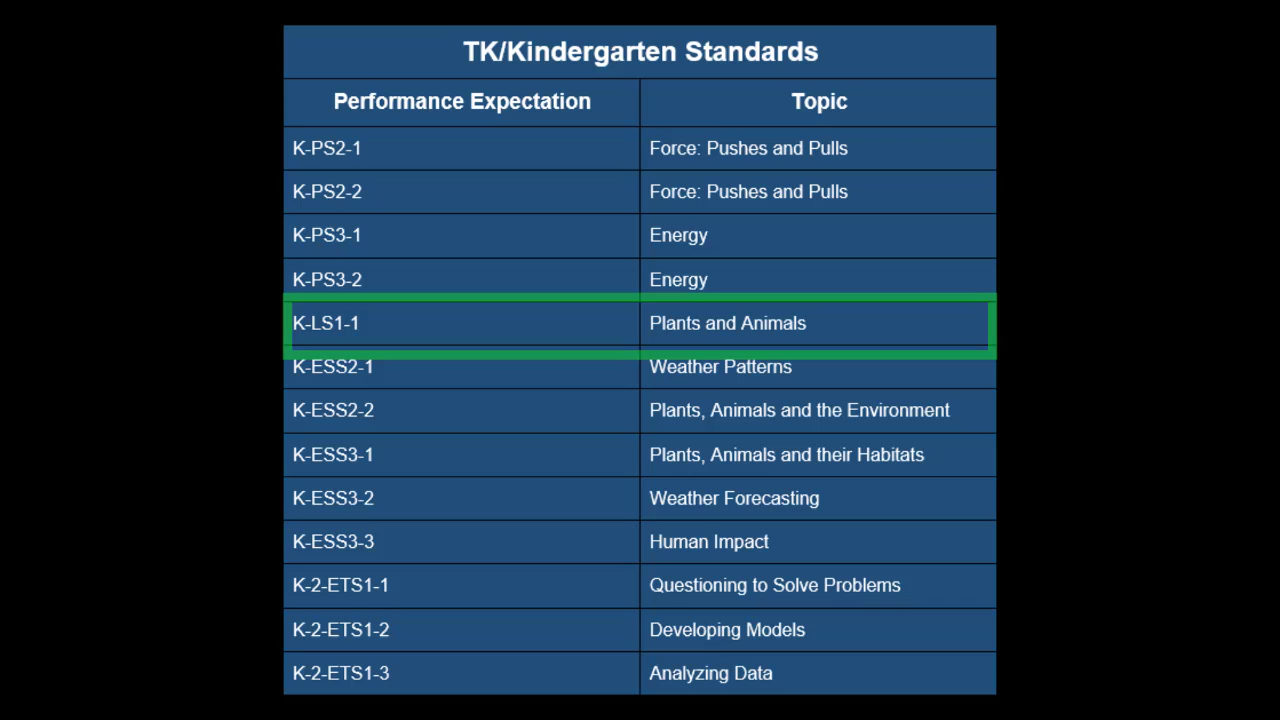 TK/Kindergarten Standards
Performance Expectation Topic
K-PS2-1 Force: Pushes and Pulls
K-PS2-2 Force: Pushes and Pulls
K-PS3-1 Energy
K-PS3-2 Energy
K-LS1-1 Plants and Animals
K-ESS2-1 Weather Patterns
K-ESS2-2 Plants, Animals and the Environment
K-ESS3-1 Plants, Animals and their Habitats
K-ESS3-2 Weather Forecasting
K-ESS3-3 Human Impact
K-2-ETS1-1 Questioning to Solve Problems
K-2-ETS1-2 Developing Models
K-2-ETS1-3 Analyzing Data